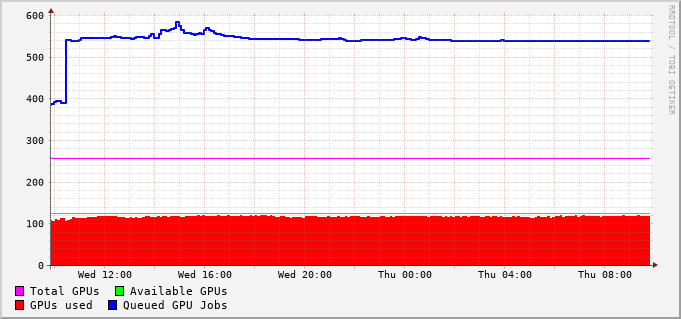 RRDTOOL / TOBI OETIKER
600
500
400
300
200
100
0
Wed 12:00 Wed 16:00 Wed 20:00 Thu 00:00 Thu 04:00 Thu 08:00
Total GPUs Available GPUs
GPUs used Queued GPU Jobs